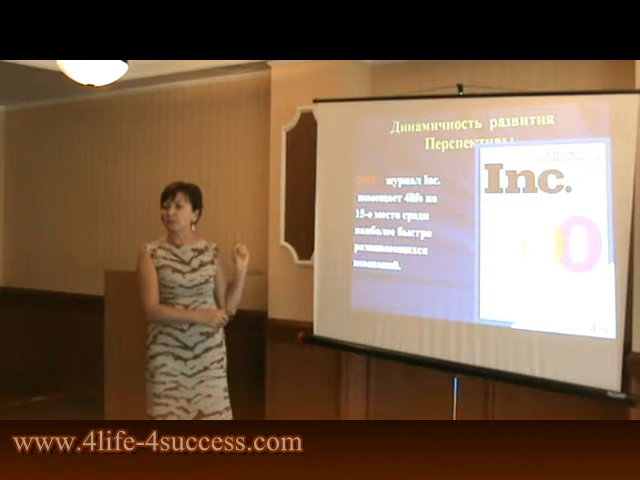 Динамичность развития
Перспективы
журнал Inc.
помещает 4life на
15-е место среди
наиболее быстро
развивающихся
компаний.
Inc.
www.4life-4success.com